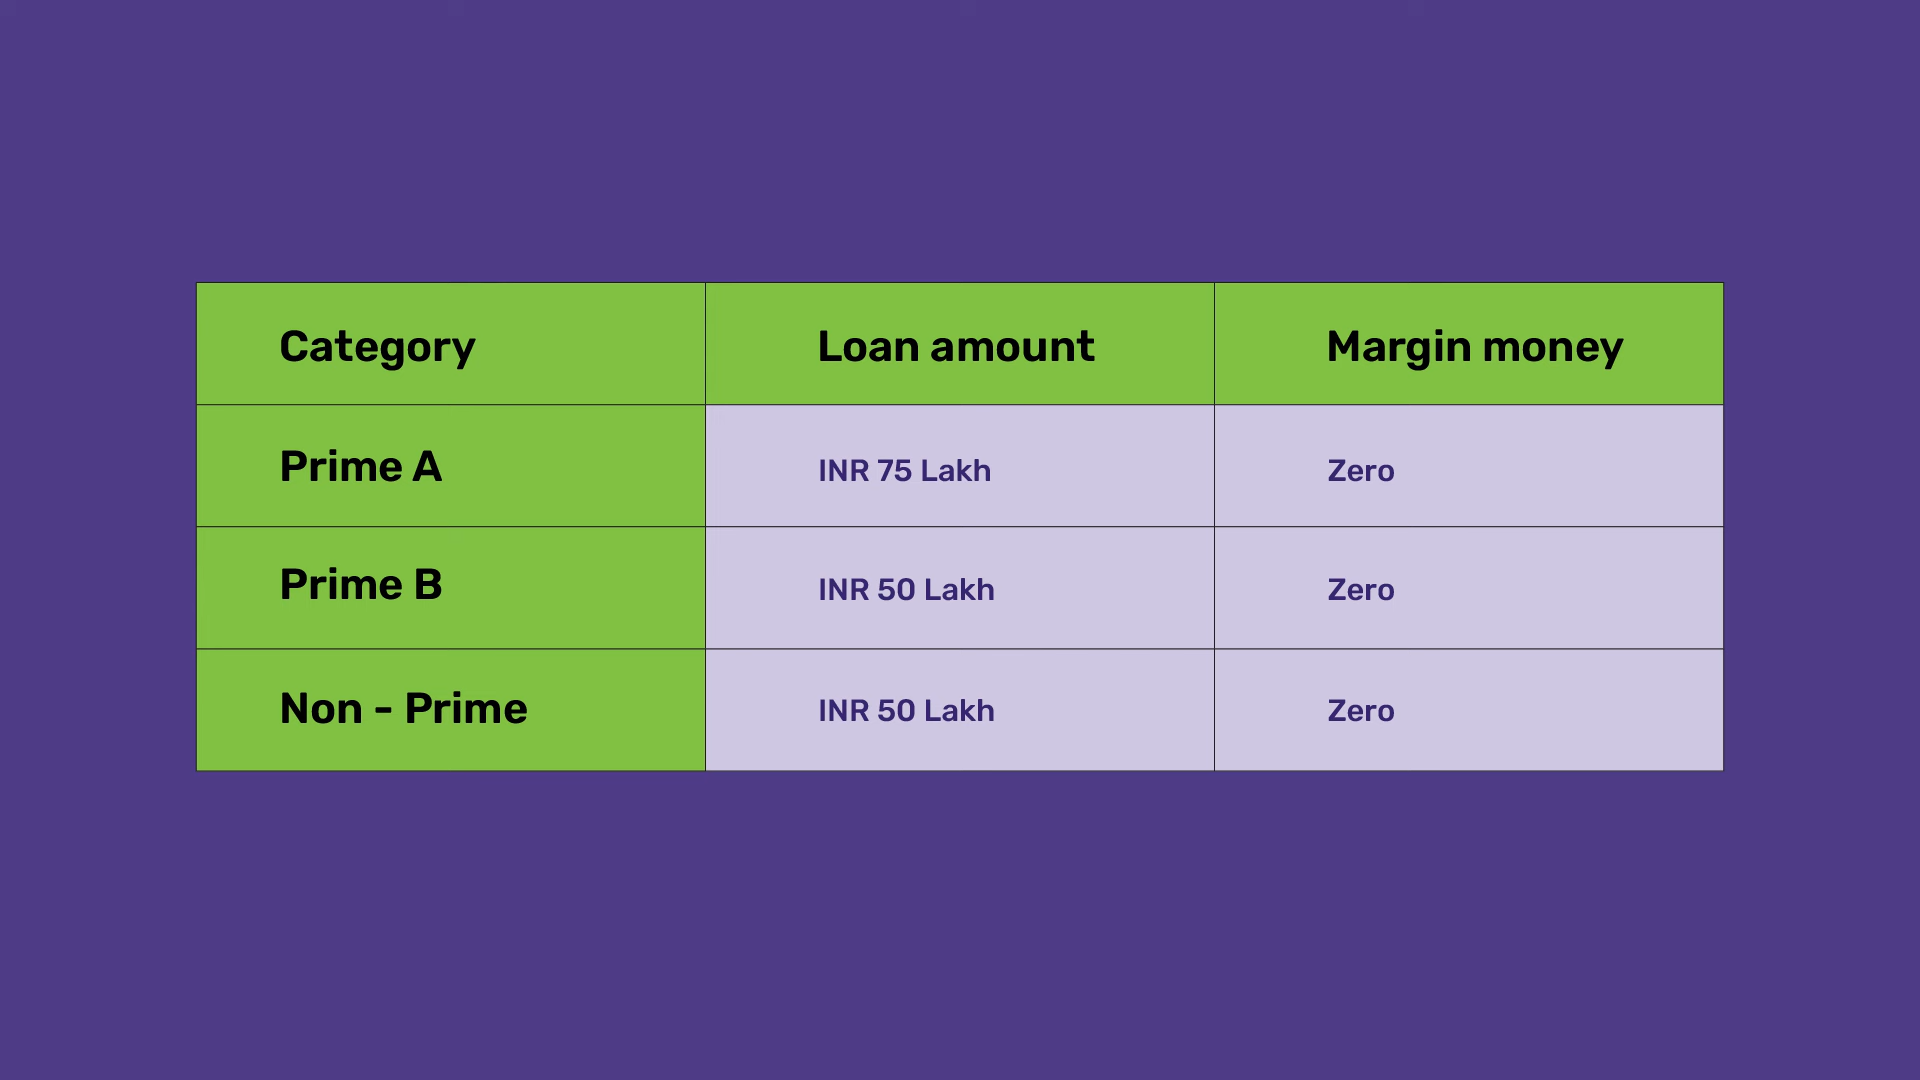 Category Loan amount Margin money
Prime A INR 75 Lakh Zero
Prime B INR 50 Lakh Zero
Non - Prime INR 50 Lakh Zero